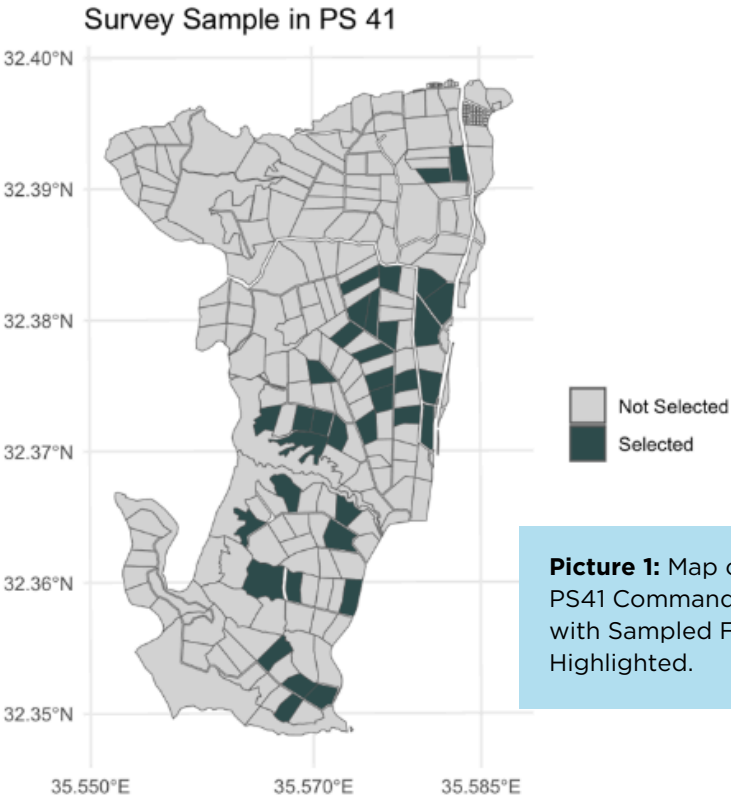 Survey Sample in PS 41
32.40°N
32.39°N
32.38°N
32.37°N
32.36°N
32.35°N
35.550°E
35.570°E
35.585°E
Not Selected
Selected
Picture 1: Map
PS41 Command
with Sampled
Highlighted.